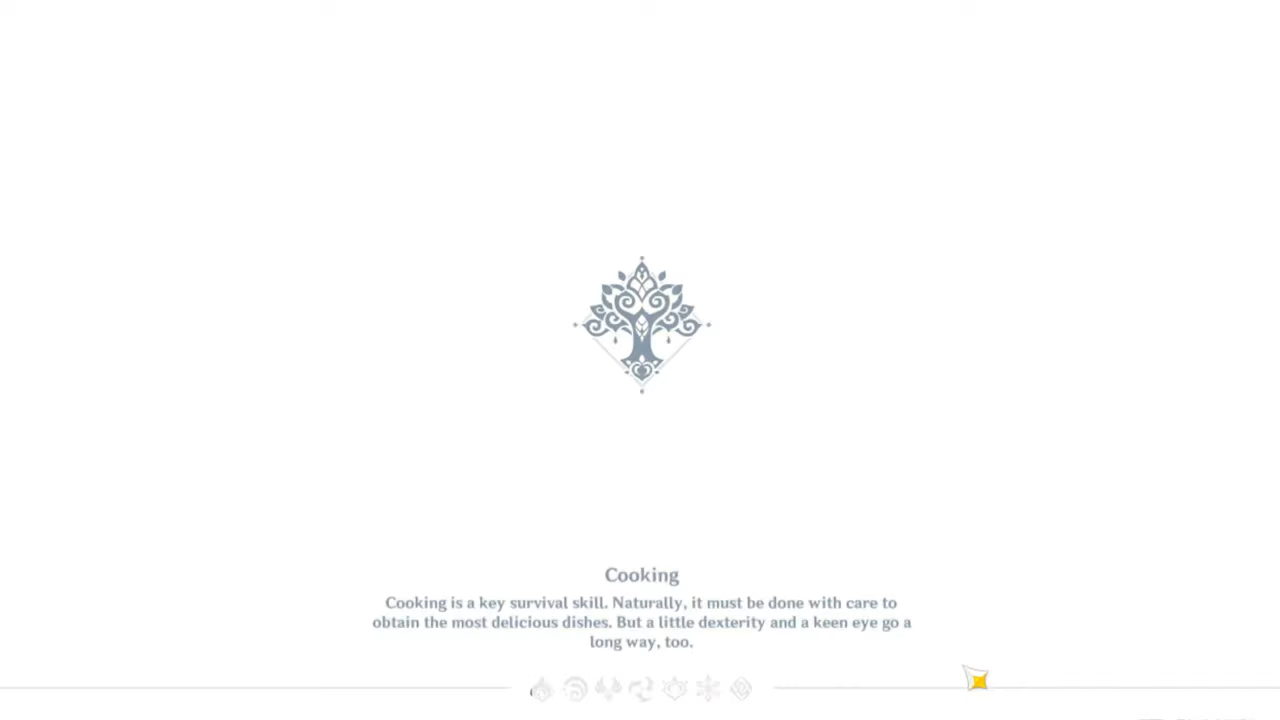 Cooking
Cooking is a key survival skill. Naturally, it must be done with care to
obtain the most delicious dishes. But a little dexterity and a keen eye go a
long way, too.